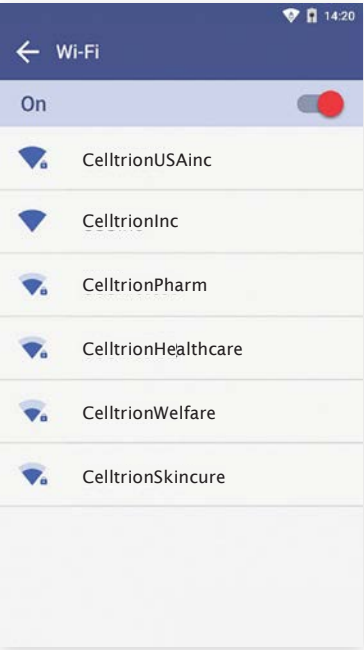 14:20
Wi-Fi
On
CelltrionUSAinc
CelltrionInc
CelltrionPharm
CelltrionHealthcare
CelltrionWelfare
CelltrionSkincure